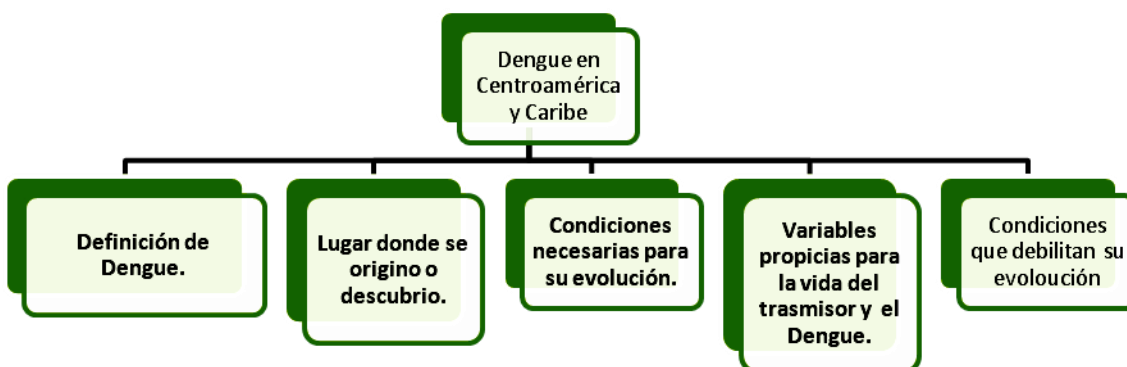 Dengue en
Centroamérica
y Caribe
Definición de
Dengue.
Lugar donde se
origino o
descubrio.
Condiciones
necesarias para
su evolución.
Variables
propicias para
la vida del
trasmisor y el
Dengue.
Condiciones
que debilitan su
evoloución